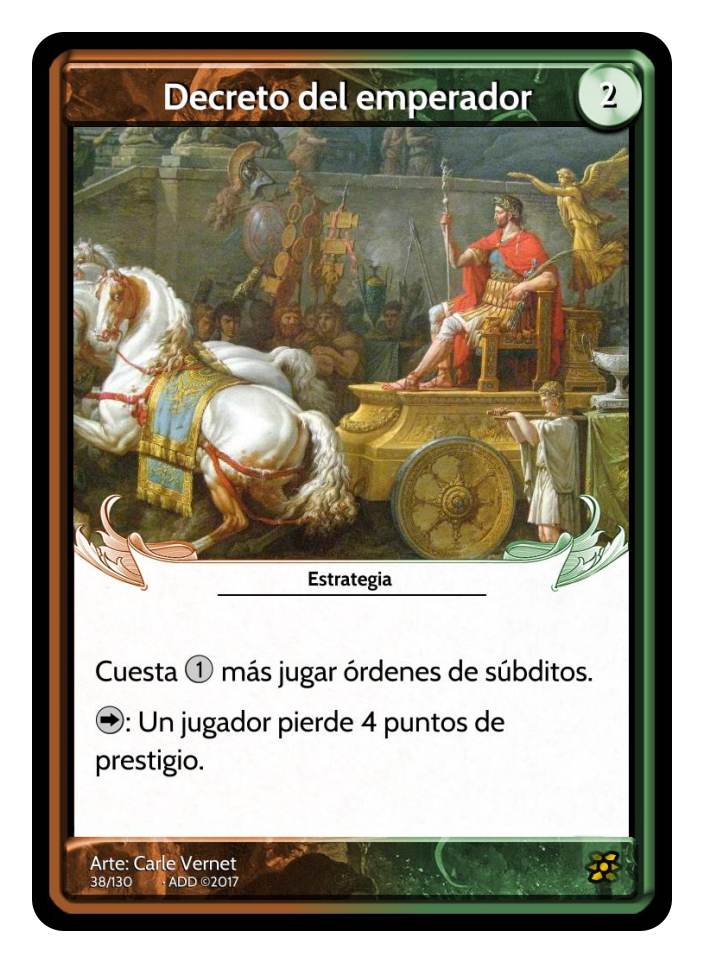 Decreto del emperador
2
Estrategia
Cuesta 1 más jugar órdenes de súbditos.
: Un jugador pierde 4 puntos de
prestigio.
Arte: Carle Vernet
38/130 · ADD ©2017